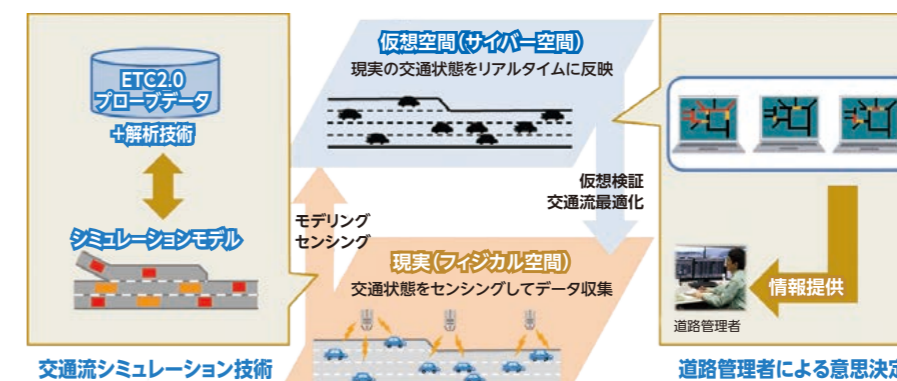 ETC2.0
プローブデータ
+解析技術
シミュレーションモデル
交通流シミュレーション技術
仮想空間(サイバー空間)
現実の交通状態をリアルタイムに反映
モデリング
センシング
仮想検証
交通流最適化
現実(フィジカル空間)
交通状態をセンシングしてデータ収集
情報提供
道路管理者
道路管理者による意思決定